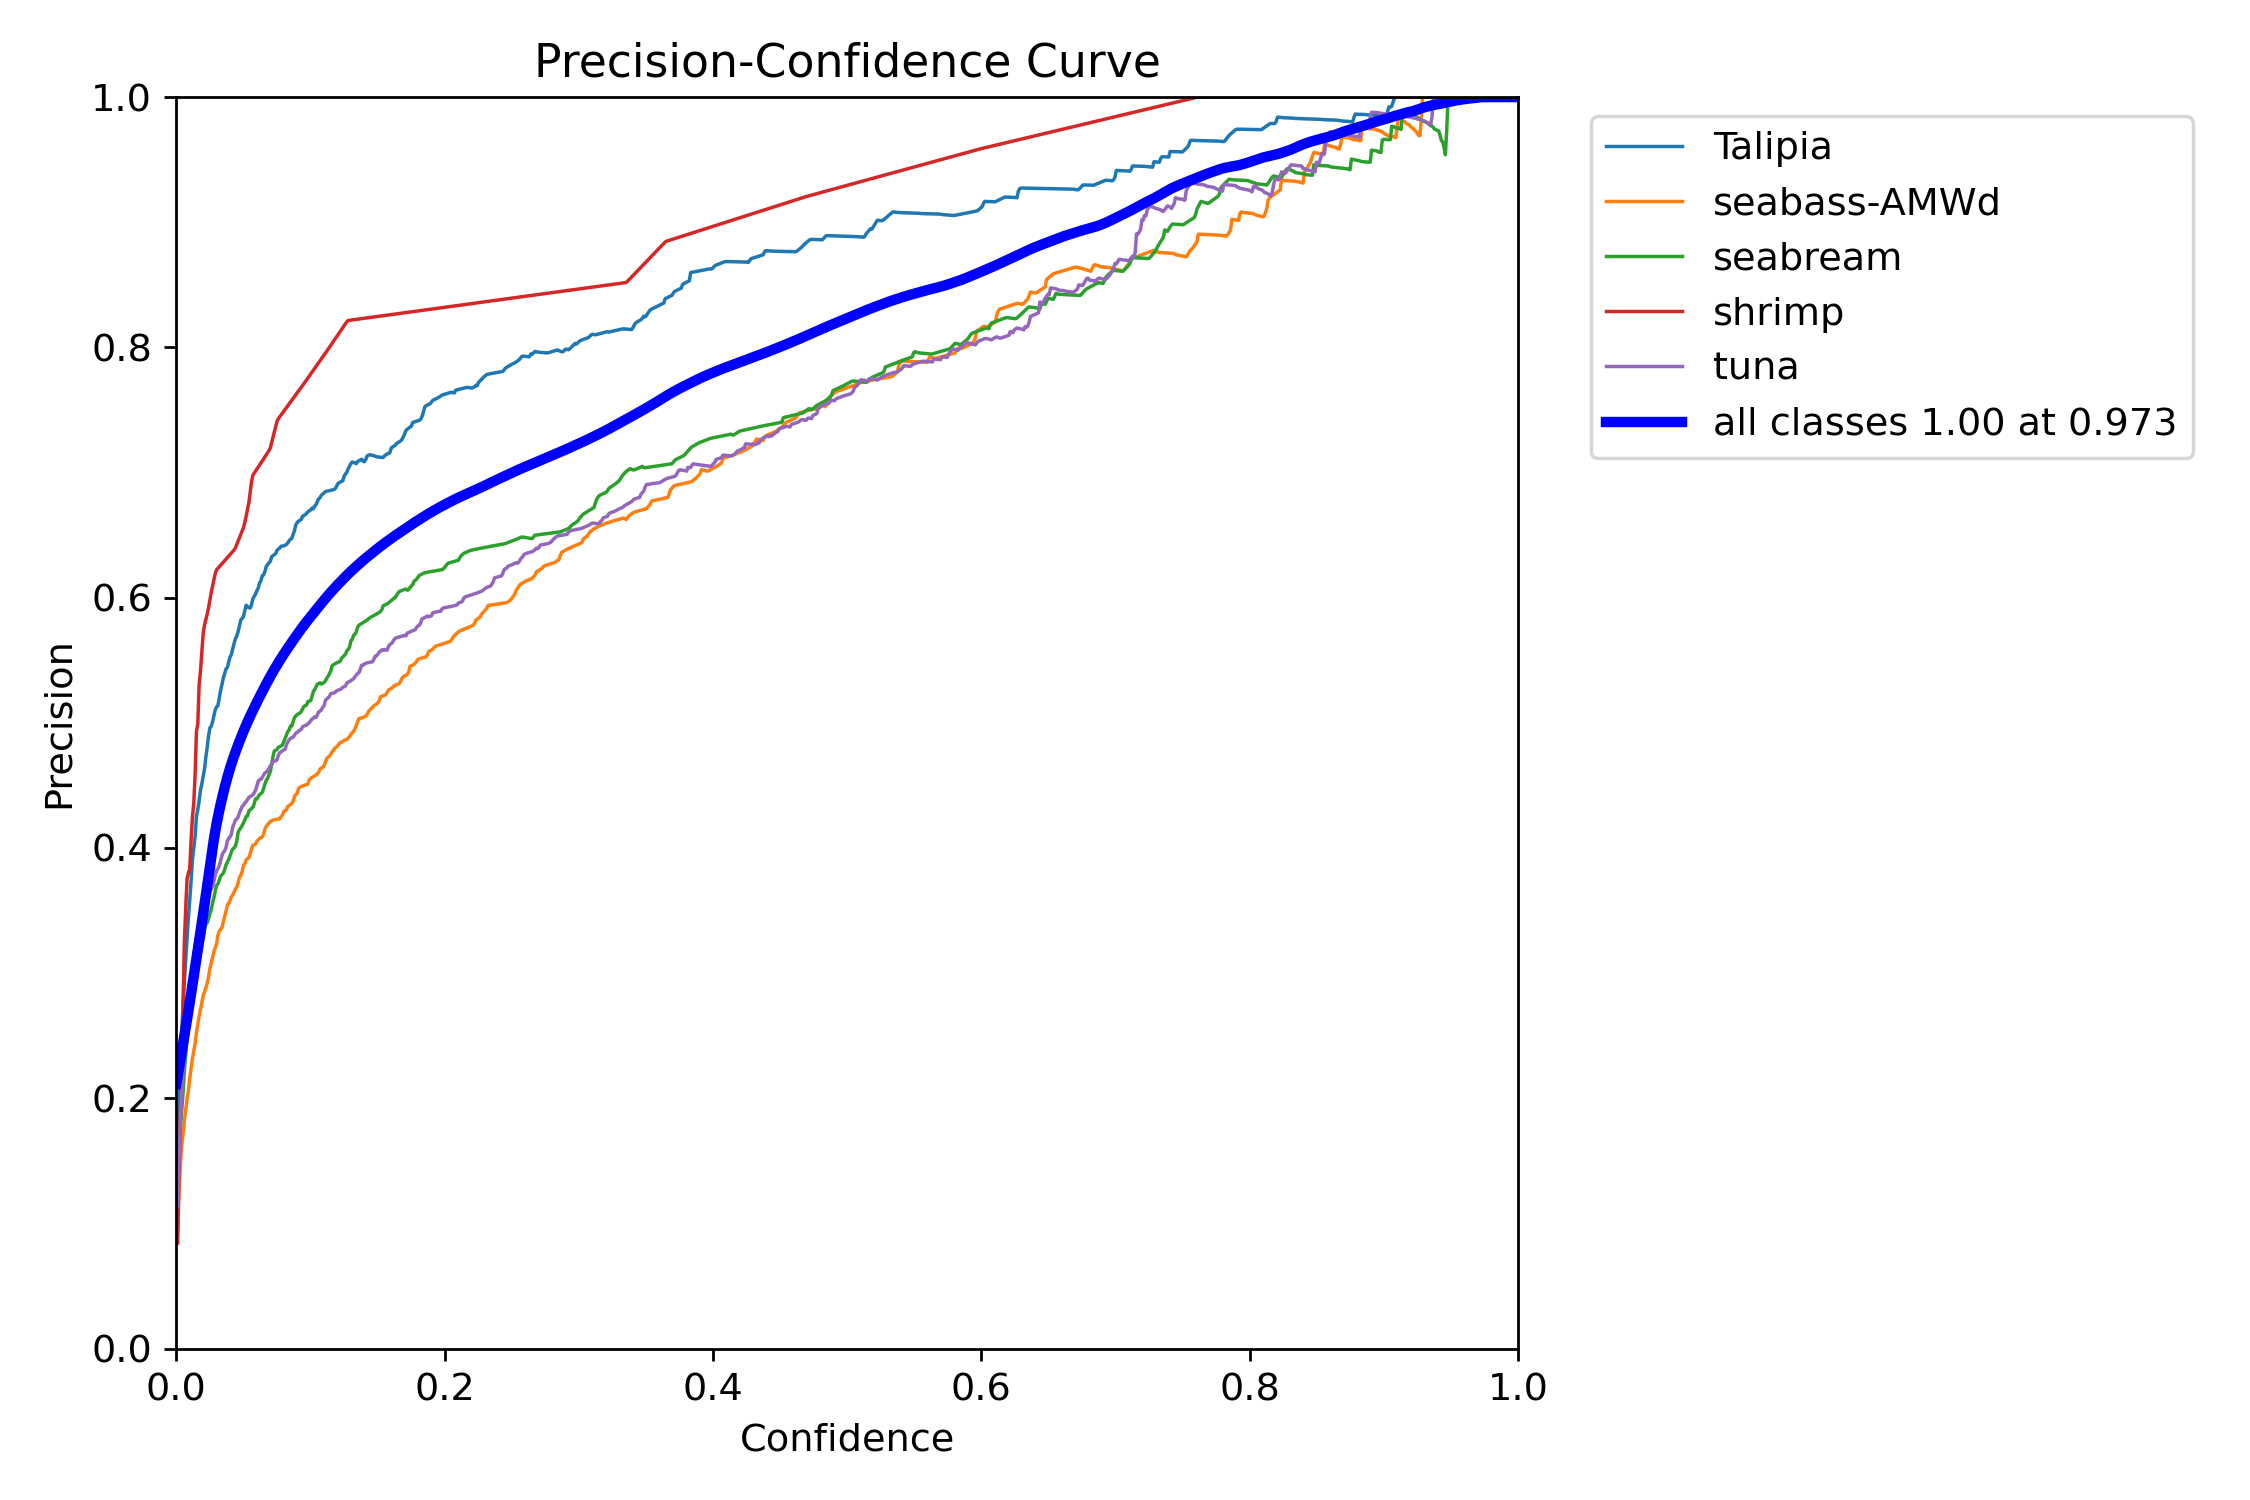 Precision-Confidence Curve
1.0
0.8
0.6
0.4
0.2
0.0
Precision
0.0 0.2 0.4 0.6 0.8 1.0
Confidence
Talipia
seabass-AMWd
seabream
shrimp
tuna
all classes 1.00 at 0.973